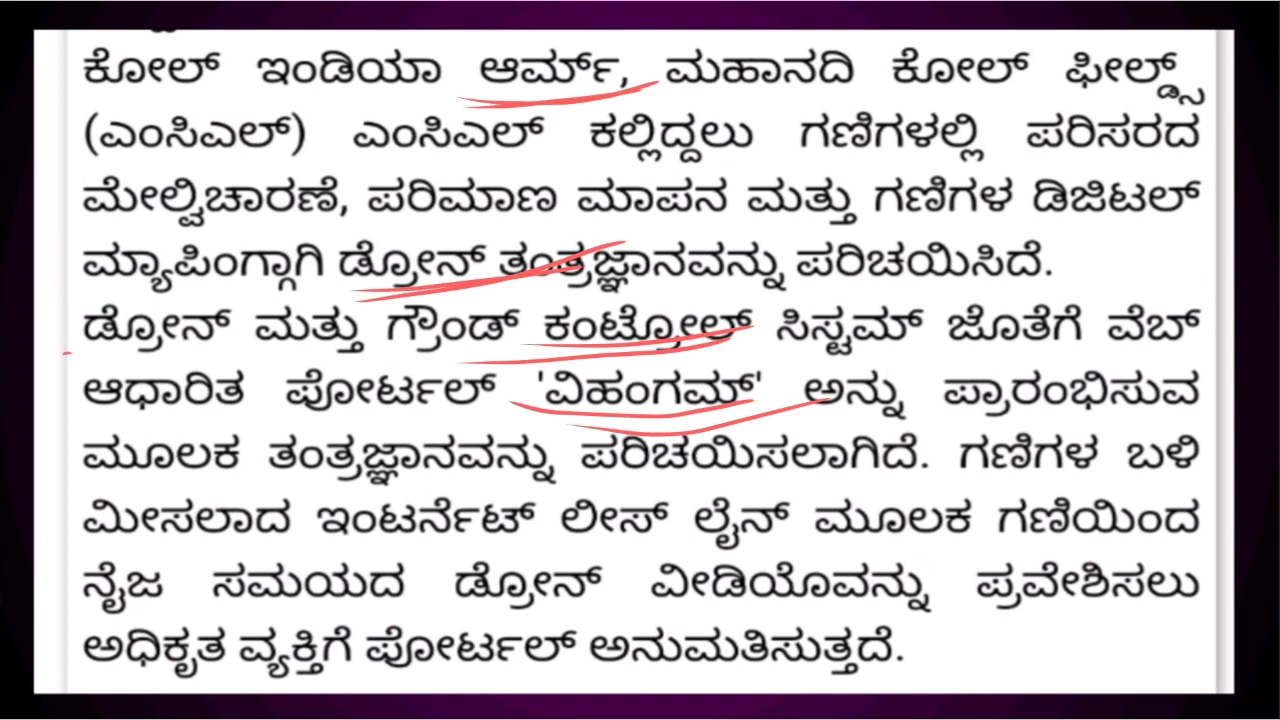 ಕೋಲ್ ಇಂಡಿಯಾ ಆರ್ಮ್, ಮಹಾನದಿ ಕೋಲ್ ಫೀಲ್ಡ್ಸ್
(ಎಂಸಿಎಲ್) ಎಂಸಿಎಲ್ ಕಲ್ಲಿದ್ದಲು ಗಣಿಗಳಲ್ಲಿ ಪರಿಸರದ
ಮೇಲ್ವಿಚಾರಣೆ, ಪರಿಮಾಣ ಮಾಪನ ಮತ್ತು ಗಣಿಗಳ ಡಿಜಿಟಲ್
ಮ್ಯಾಪಿಂಗ್ಗಾಗಿ ಡ್ರೋನ್ ತಂತ್ರಜ್ಞಾನವನ್ನು ಪರಿಚಯಿಸಿದೆ.
ಡ್ರೋನ್ ಮತ್ತು ಗ್ರೌಂಡ್ ಕಂಟ್ರೋಲ್ ಸಿಸ್ಟಮ್ ಜೊತೆಗೆ ವೆಬ್
ಆಧಾರಿತ ಪೋರ್ಟಲ್ 'ವಿಹಂಗಮ್' ಅನ್ನು ಪ್ರಾರಂಭಿಸುವ
ಮೂಲಕ ತಂತ್ರಜ್ಞಾನವನ್ನು ಪರಿಚಯಿಸಲಾಗಿದೆ. ಗಣಿಗಳ ಬಳಿ
ಮೀಸಲಾದ ಇಂಟರ್ನೆಟ್ ಲೀಸ್ ಲೈನ್ ಮೂಲಕ ಗಣಿಯಿಂದ
ನೈಜ ಸಮಯದ ಡ್ರೋನ್ ವೀಡಿಯೊವನ್ನು ಪ್ರವೇಶಿಸಲು
ಅಧಿಕೃತ ವ್ಯಕ್ತಿಗೆ ಪೋರ್ಟಲ್ ಅನುಮತಿಸುತ್ತದೆ.